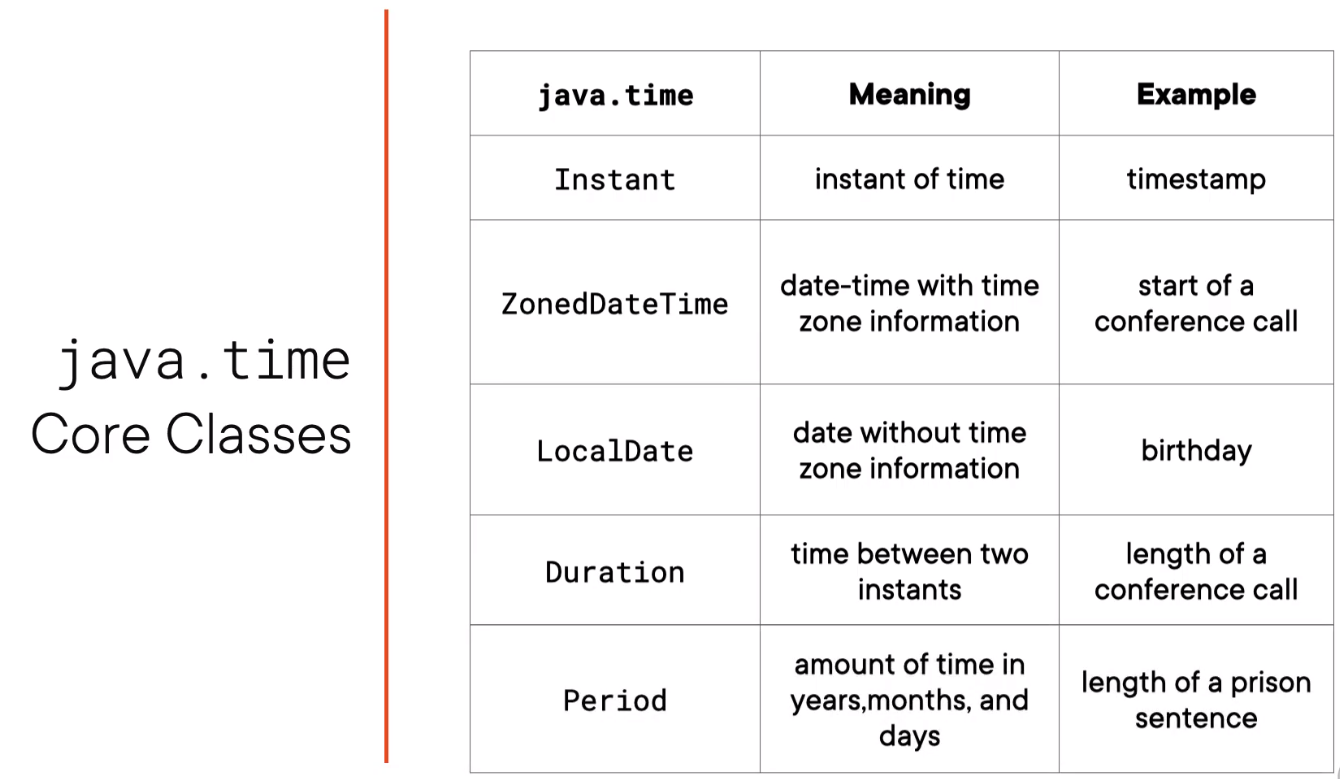 java.time
Core Classes
java.time Meaning Example
Instant instant of time timestamp
ZonedDateTime
date-time with time
zone information
start of a
conference call
LocalDate
date without time
zone information
birthday
Duration
time between two
instants
length of a
conference call
Period
amount of time in
years,months, and
days
length of a prison
sentence